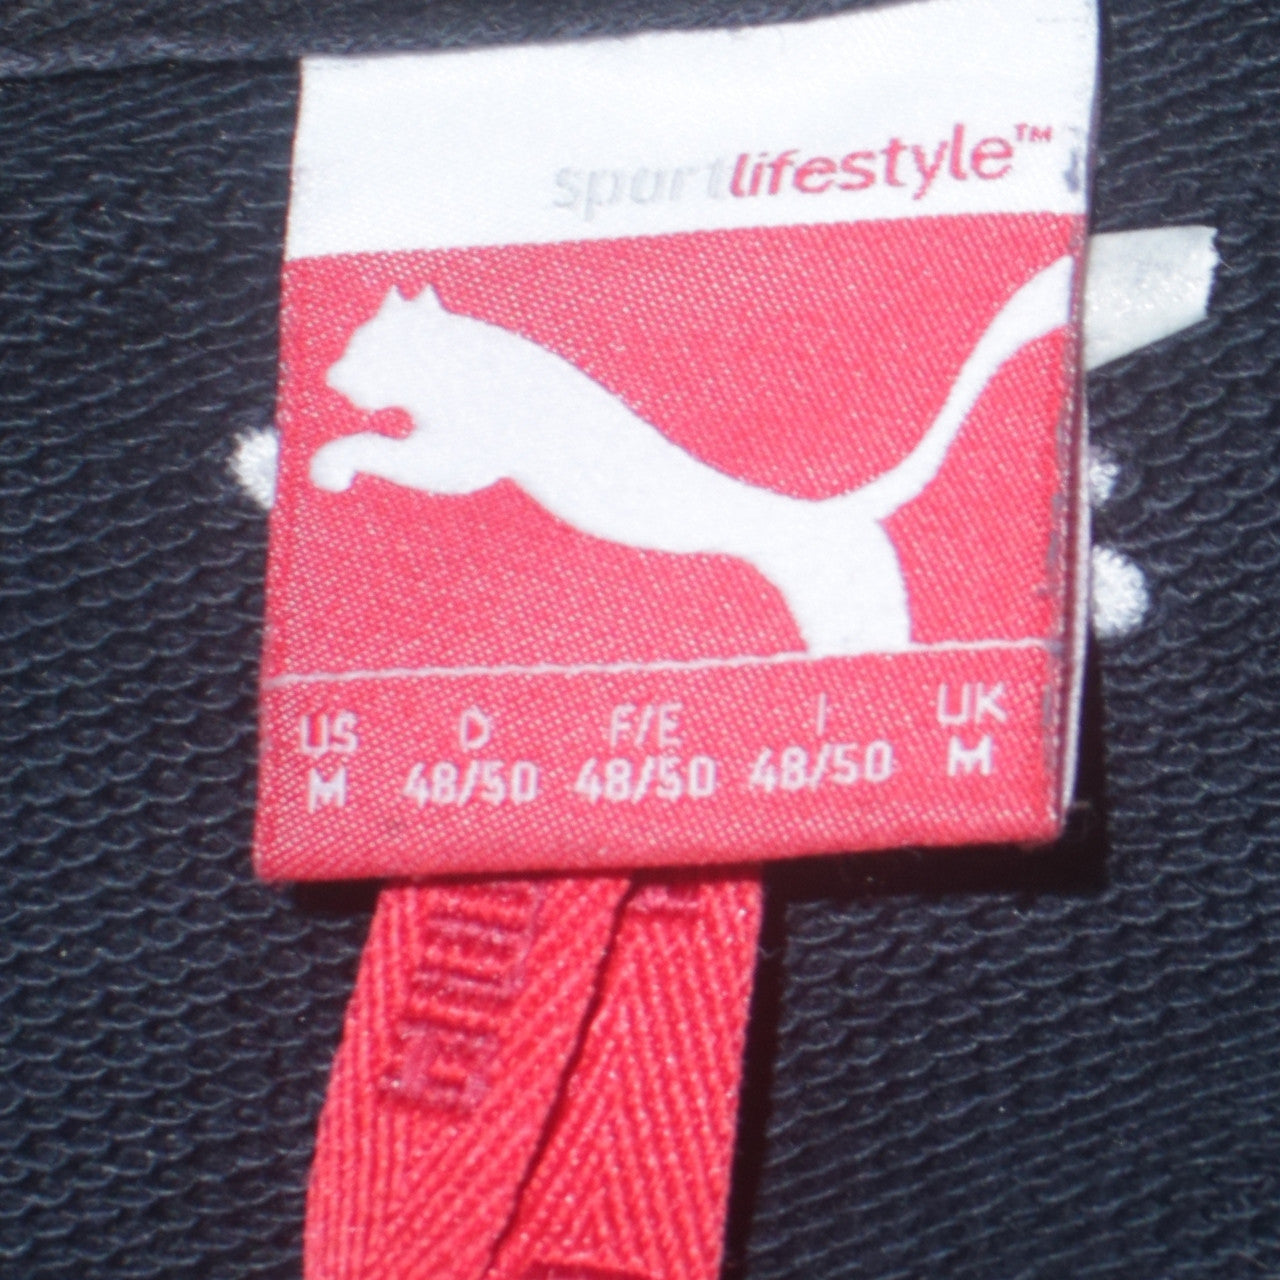 sportlifestyle™
US D F/E I UK
M 48/50 48/50 48/50 M